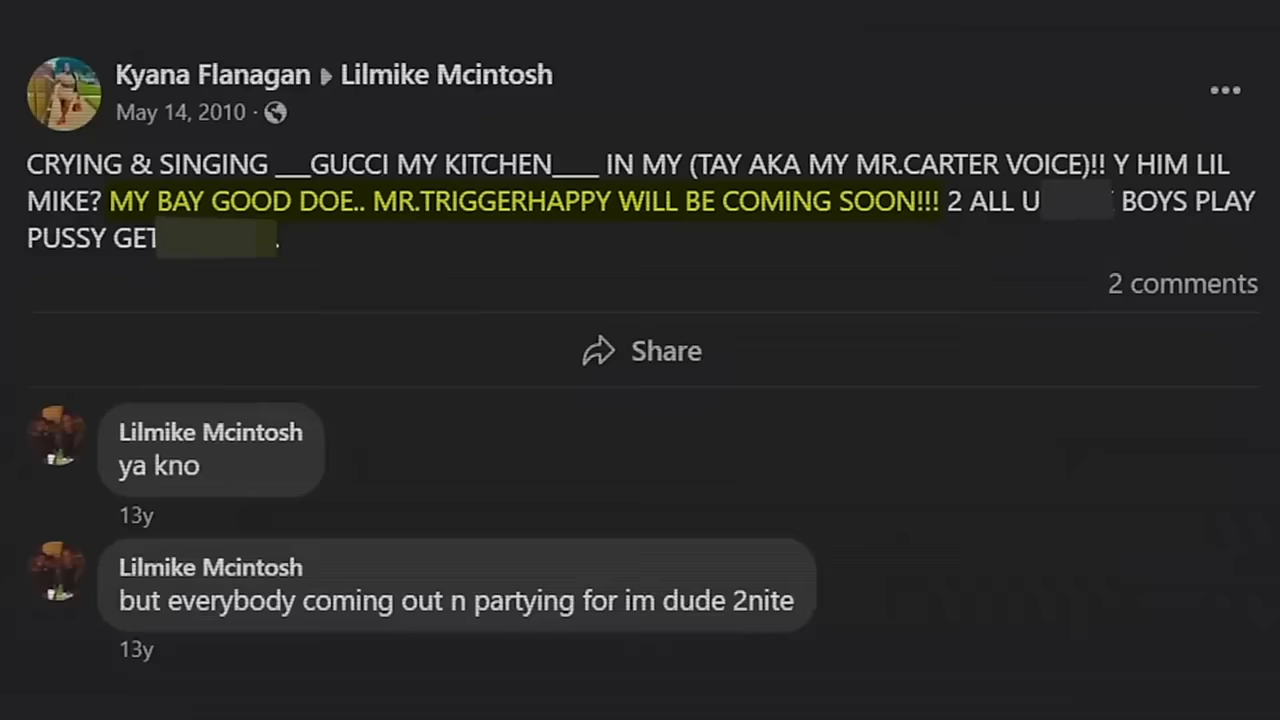 Kyana Flanagan ▸ Lilmike Mcintosh
May 14, 2010 ·
CRYING & SINGING ___GUCCI MY KITCHEN____ IN MY (TAY AKA MY MR.CARTER VOICE)!! Y HIM LIL
MIKE? MY BAY GOOD DOE.. MR.TRIGGERHAPPY WILL BE COMING SOON!!! 2 ALL U BOYS PLAY
PUSSY GET .
2 comments
Share
Lilmike Mcintosh
ya kno
13y
Lilmike Mcintosh
but everybody coming out n partying for im dude 2nite
13y